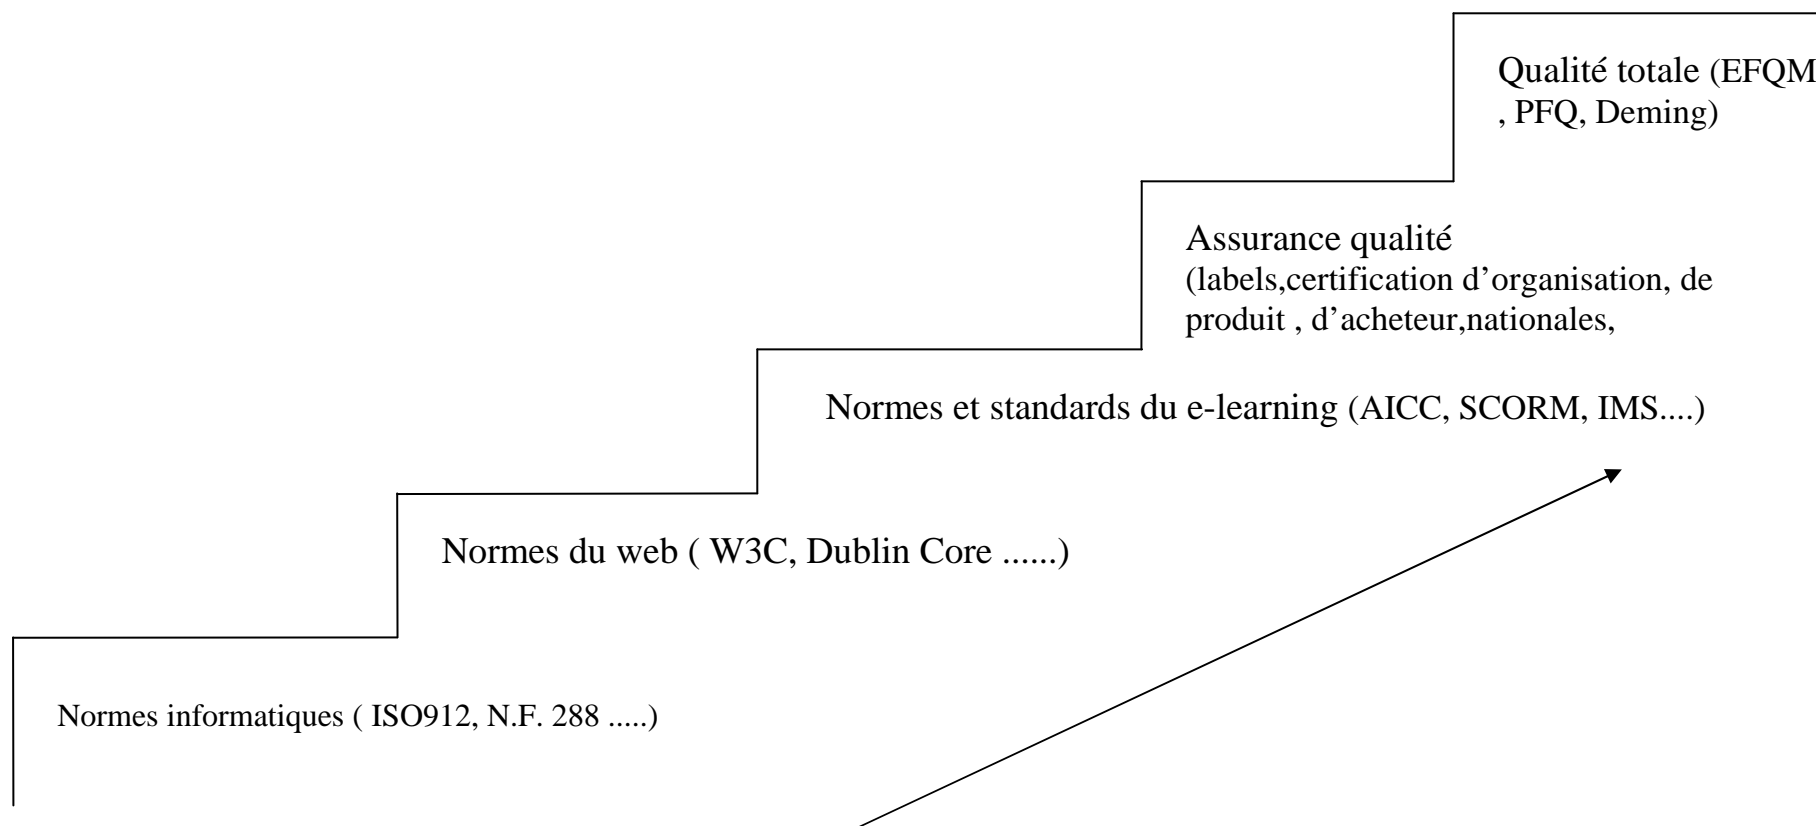 Qualité totale (EFQM
, PFQ, Deming)
Assurance qualité
(labels,certification d’organisation, de
produit , d’acheteur,nationales,
Normes et standards du e-learning (AICC, SCORM, IMS....)
Normes du web ( W3C, Dublin Core ......)
Normes informatiques ( ISO912, N.F. 288 .....)